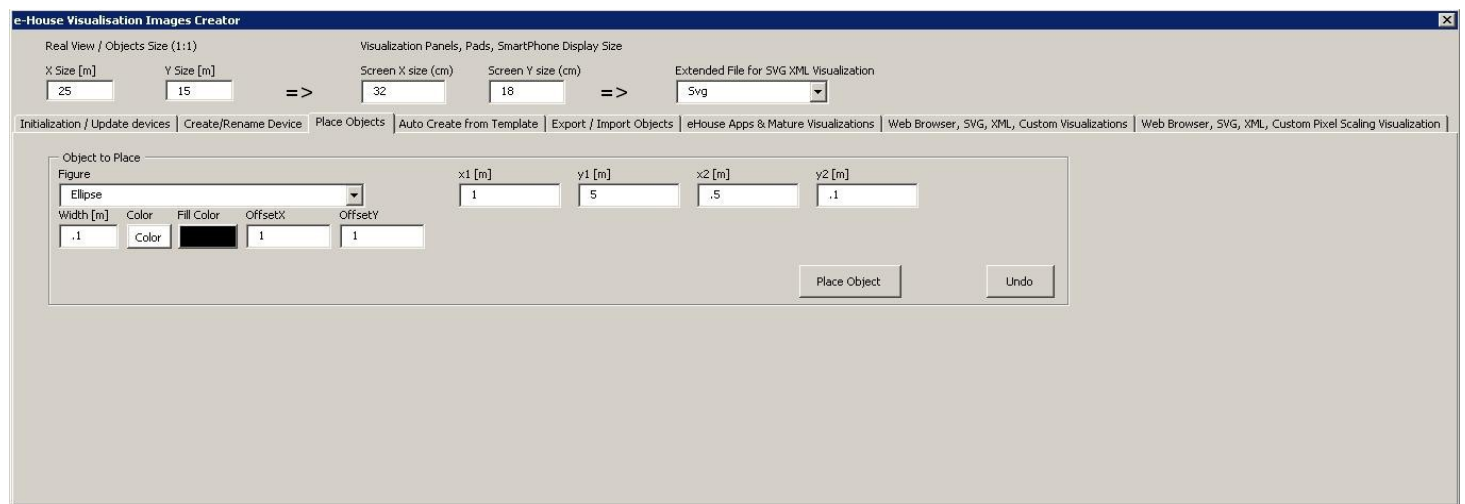 e-House Visualisation Images Creator
Real View / Objects Size (1:1) Visualization Panels, Pads, SmartPhone Display Size
X Size [m] Y Size [m] Screen X size (cm) Screen Y size (cm) Extended File for SVG XML Visualization
25 15 => 32 18 => Svg
Initialization / Update devices Create/Rename Device Place Objects Auto Create from Template Export / Import Objects eHouse Apps & Mature Visualizations Web Browser, SVG, XML, Custom Visualizations Web Browser, SVG, XML, Custom Pixel Scaling Visualization
Object to Place
Figure x1 [m] y1 [m] x2 [m] y2 [m]
Ellipse 1 5 .5 .1
Width [m] Color Fill Color OffsetX OffsetY
.1 Color 1 1
Place Object Undo